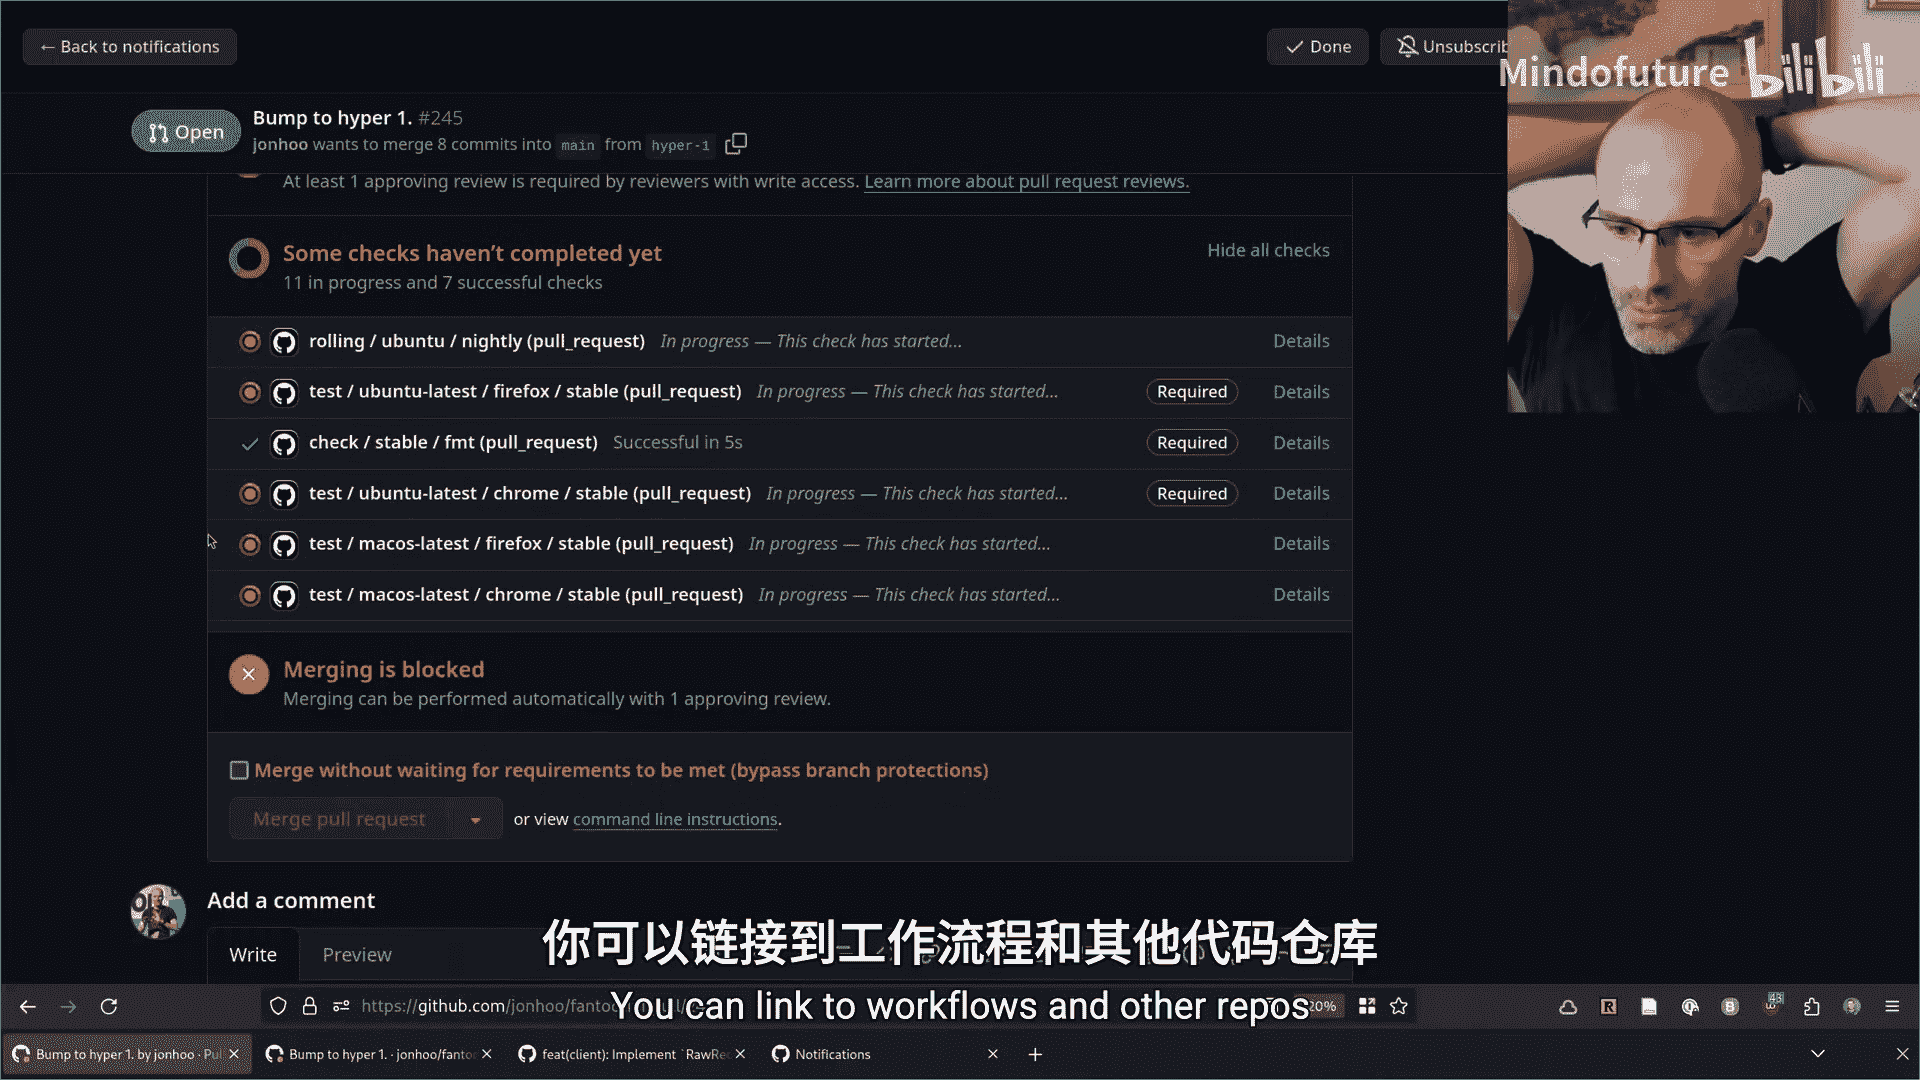 ← Back to notifications
Done
Unsubscrib
Mindofuture bilibili
Open
Bump to hyper 1. #245
jonhoo wants to merge 8 commits into main from hyper-1
At least 1 approving review is required by reviewers with write access. Learn more about pull request reviews.
Some checks haven't completed yet
Hide all checks
11 in progress and 7 successful checks
rolling / ubuntu / nightly (pull_request) In progress — This check has started... Details
test / ubuntu-latest / firefox / stable (pull_request) In progress — This check has started... Required Details
check / stable / fmt (pull_request) Successful in 5s Required Details
test / ubuntu-latest / chrome / stable (pull_request) In progress — This check has started... Required Details
test / macos-latest / firefox / stable (pull_request) In progress — This check has started... Details
test / macos-latest / chrome / stable (pull_request) In progress — This check has started... Details
Merging is blocked
Merging can be performed automatically with 1 approving review.
Merge without waiting for requirements to be met (bypass branch protections)
Merge pull request or view command line instructions.
Add a comment
Write Preview
你可以链接到工作流程和其他代码仓库
https://github.com/jonhoo/fanto
You can link to workflows and other repos
43
Bump to hyper 1. by jonhoo · Pul
Bump to hyper 1. · jonhoo/fanto
feat(client): Implement `RawRe
Notifications